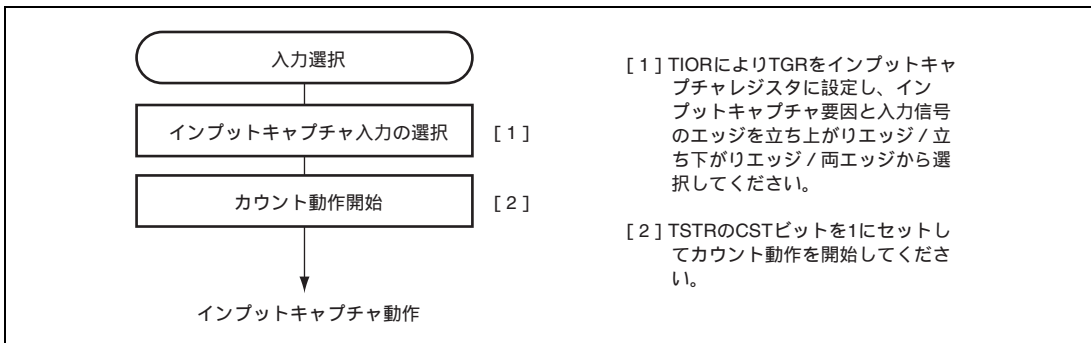 入力選択
インプットキャプチャ入力の選択 [1]
カウント動作開始 [2]
インプットキャプチャ動作
[1] TIORによりTGRをインプットキャ
プチャレジスタに設定し、イン
プットキャプチャ要因と入力信号
のエッジを立ち上がりエッジ / 立
ち下がりエッジ / 両エッジから選
択してください。
[2] TSTRのCSTビットを1にセットし
てカウント動作を開始してくださ
い。